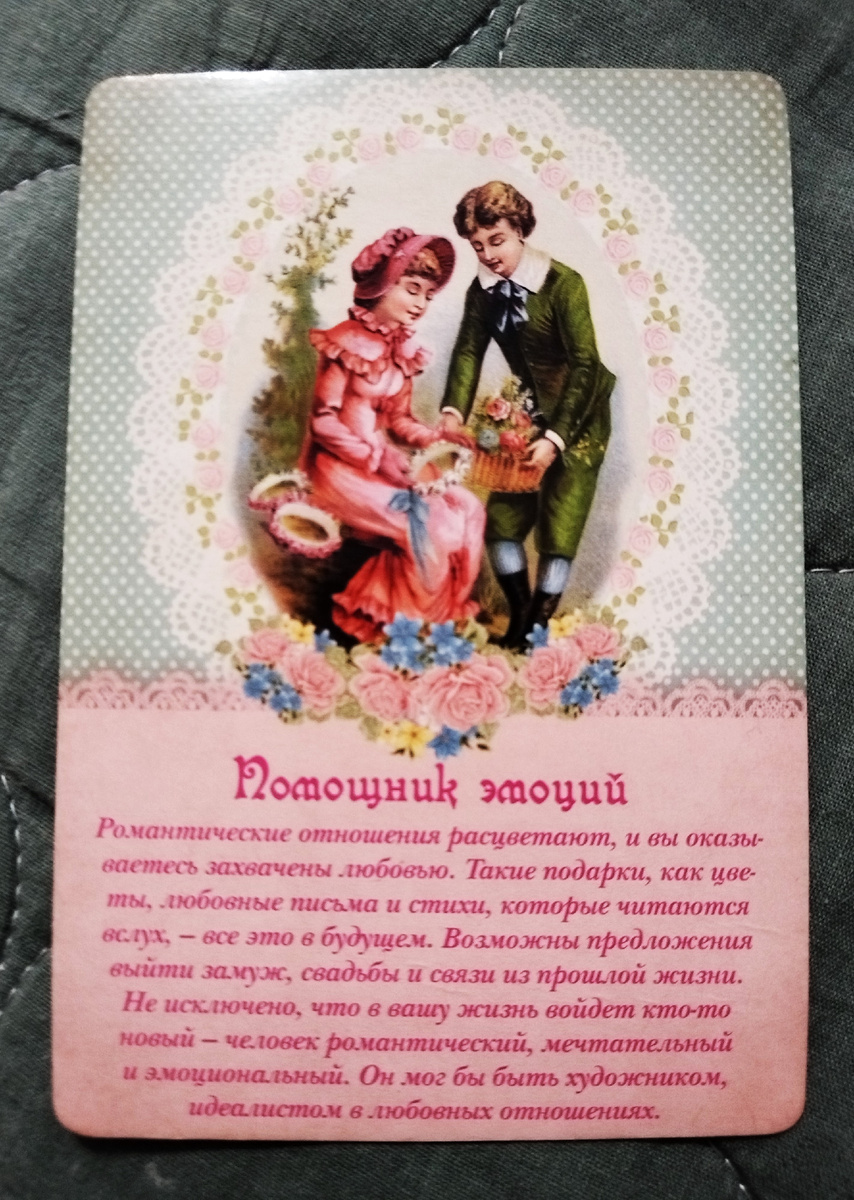 Помощник эмоций
Романтические отношения расцветают, и вы оказы-
ваетесь захвачены любовью. Такие подарки, как цве-
ты, любовные письма и стихи, которые читаются
вслух, – все это в будущем. Возможны предложения
выйти замуж, свадьбы и связи из прошлой жизни.
Не исключено, что в вашу жизнь войдет кто-то
новый – человек романтический, мечтательный
и эмоциональный. Он мог бы быть художником,
идеалистом в любовных отношениях.